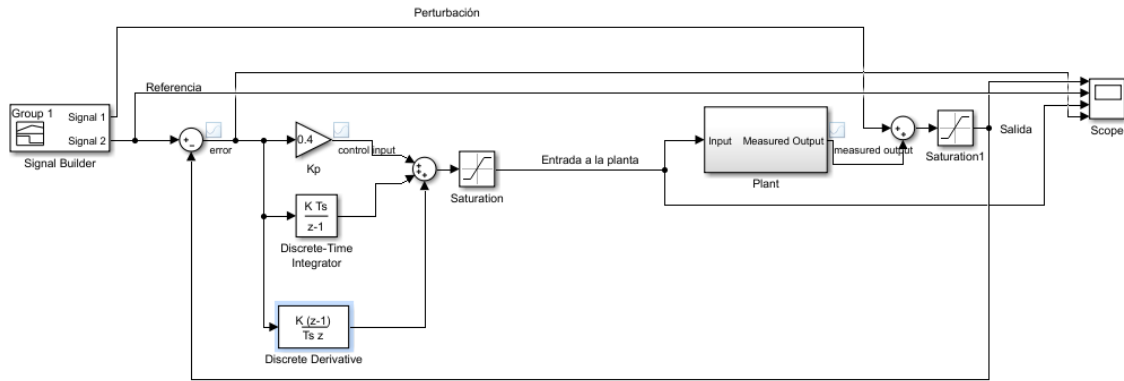 Perturbación
Group 1
Signal 1
Signal 2
Signal Builder
Referencia
+
-
error
0.4
Kp
control input
K Ts
z-1
Discrete-Time
Integrator
K (z-1)
Ts z
Discrete Derivative
+
+
+
Saturation
Entrada a la planta
Input
Measured Output
Plant
measured output
+
+
Saturation1
Salida
Scope